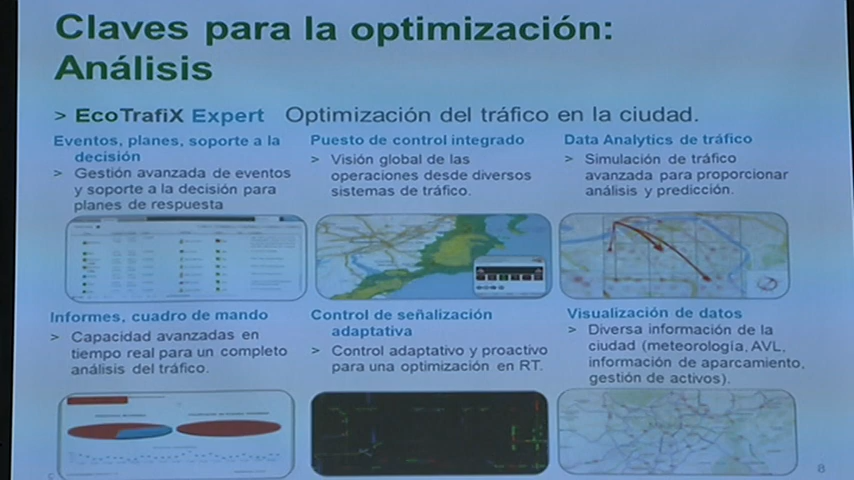 Claves para la optimización:
Análisis
> EcoTrafiX Expert Optimización del tráfico en la ciudad.
Eventos, planes, soporte a la
decisión
> Gestión avanzada de eventos
y soporte a la decisión para
planes de respuesta
Puesto de control integrado
> Visión global de las
operaciones desde diversos
sistemas de tráfico.
Data Analytics de tráfico
> Simulación de tráfico
avanzada para proporcionar
análisis y predicción.
Informes, cuadro de mando
> Capacidad avanzadas en
tiempo real para un completo
análisis del tráfico.
Control de señalización
adaptativa
> Control adaptativo y proactivo
para una optimización en RT.
Visualización de datos
> Diversa información de la
ciudad (meteorología, AVL,
información de aparcamiento,
gestión de activos).
8